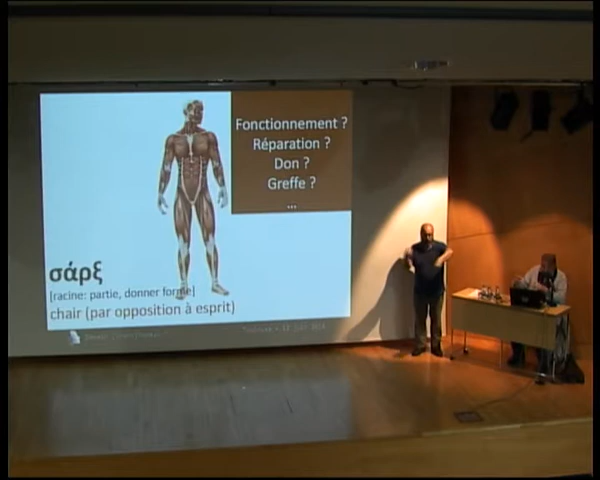 Fonctionnement ?
Réparation ?
Don ?
Greffe ?
...
σάρξ
[racine: partie, donner forme]
chair (par opposition à esprit)